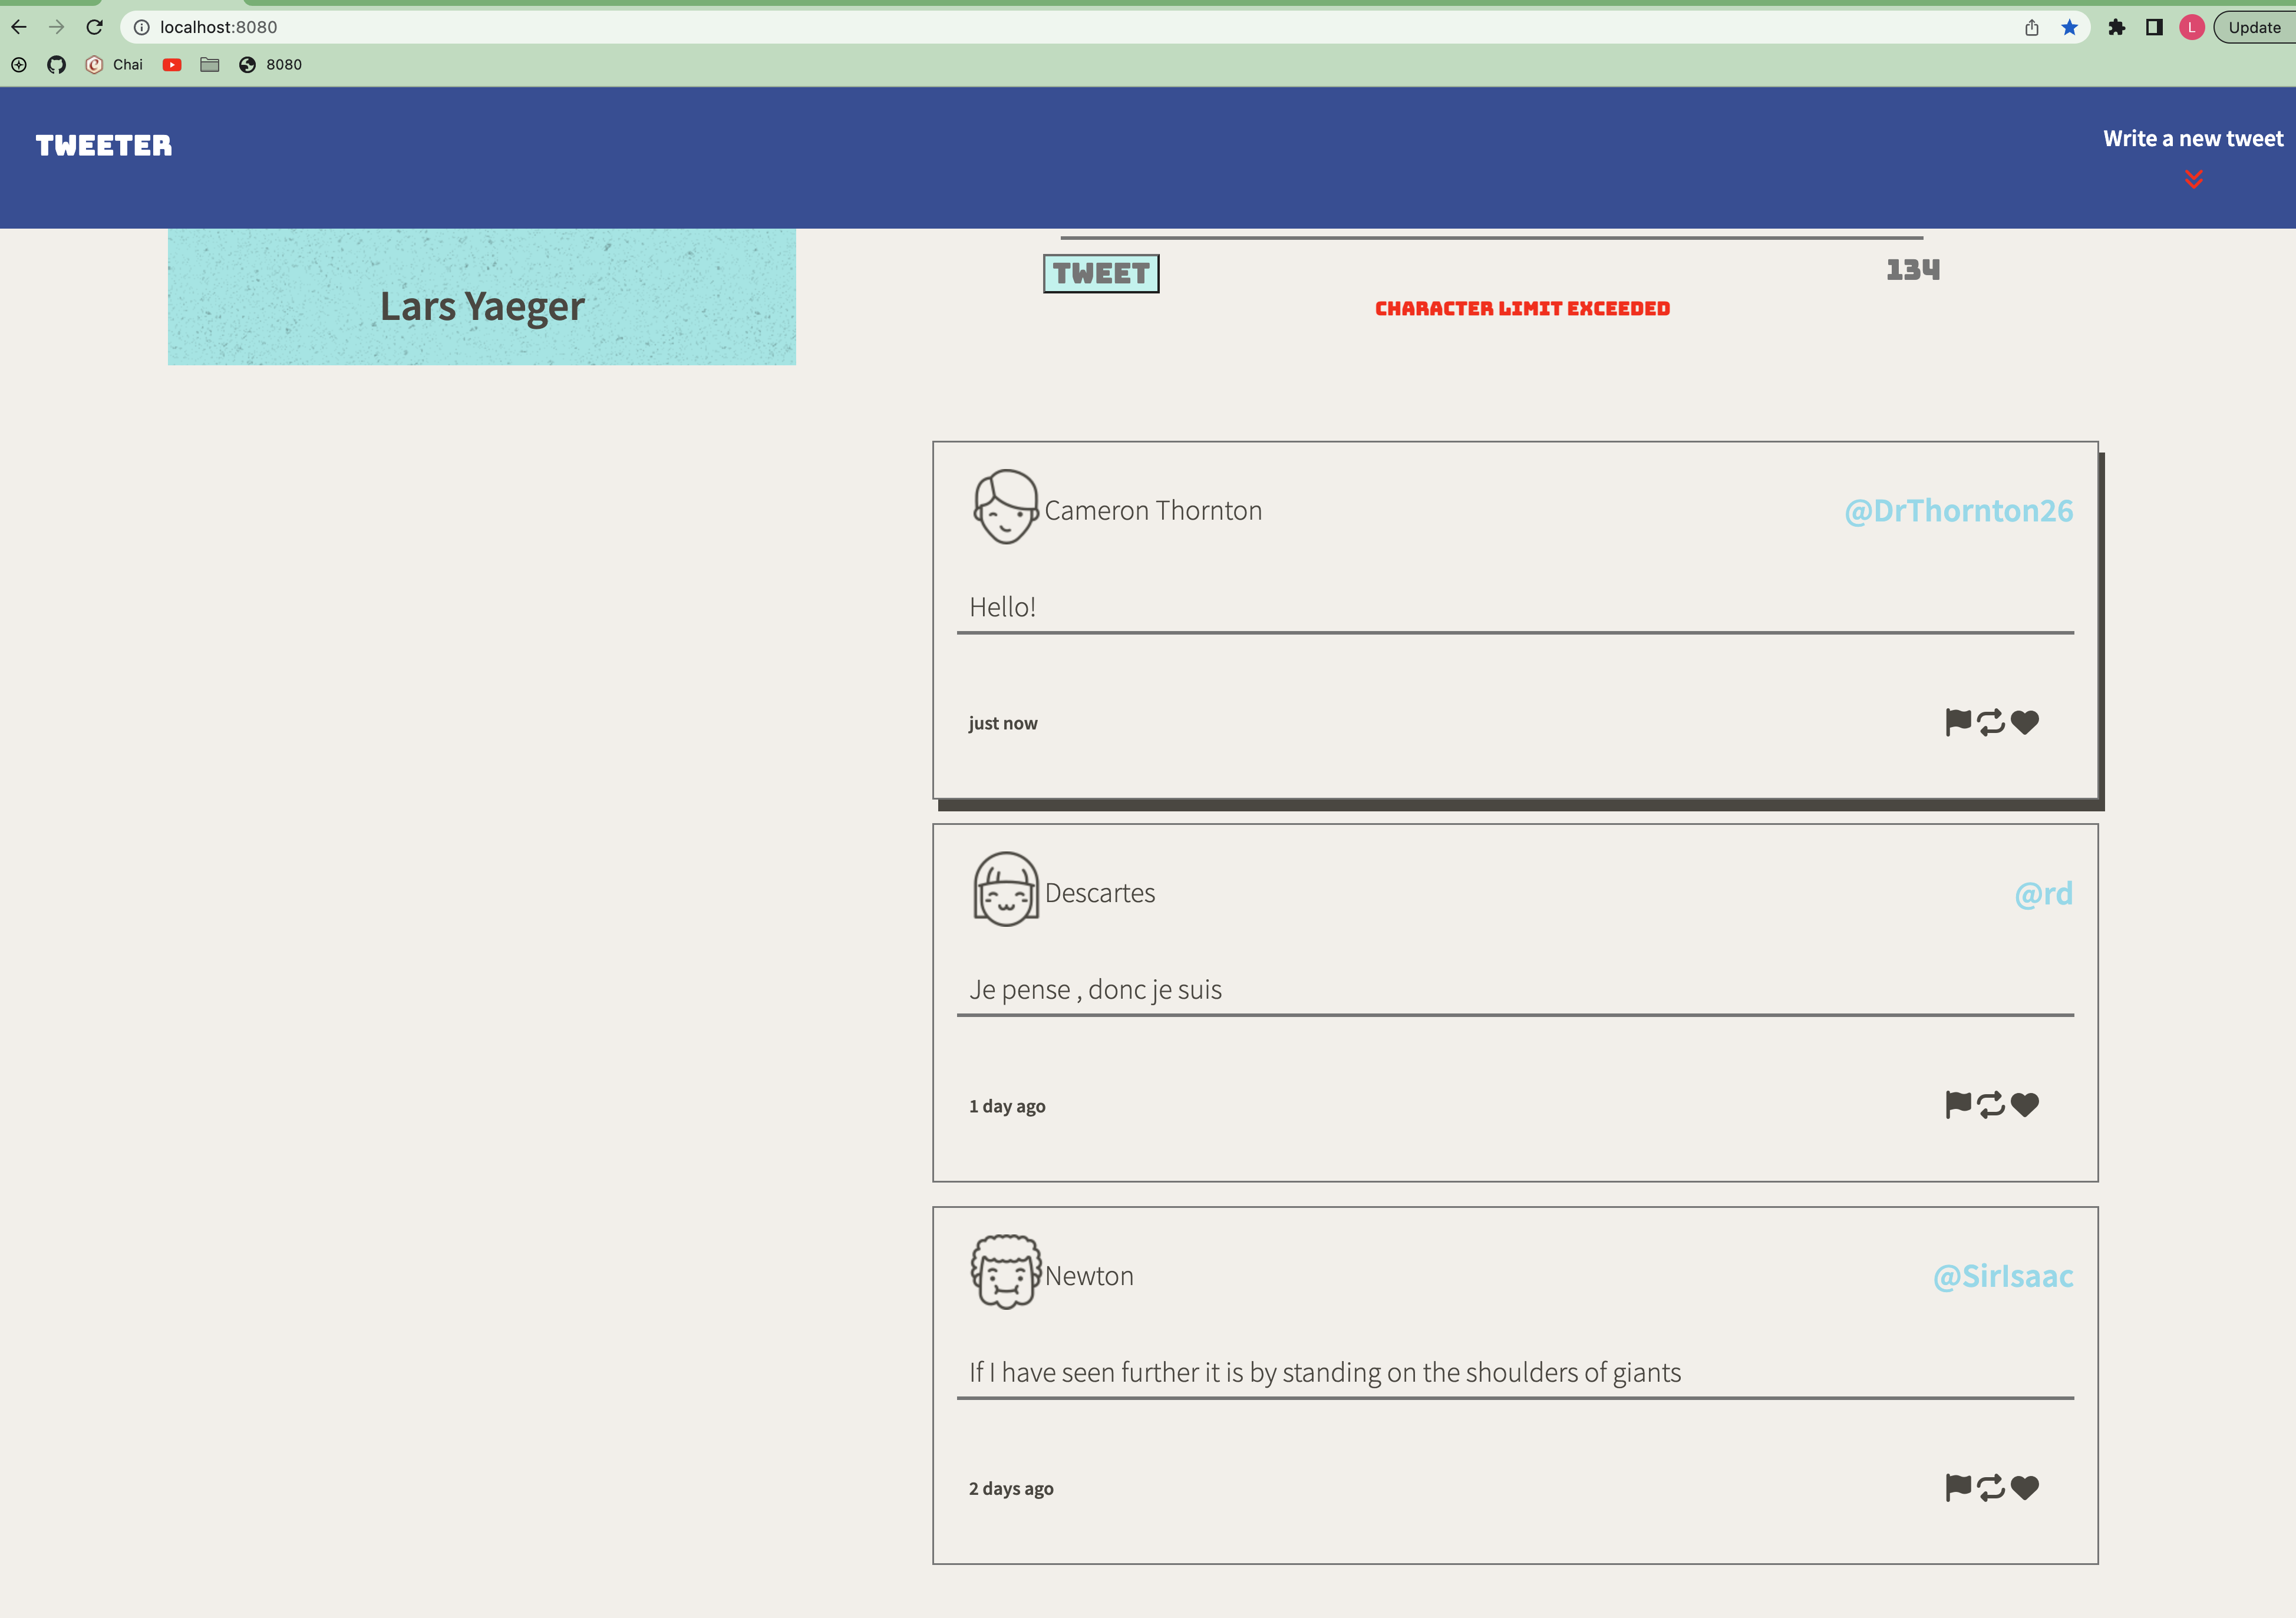 localhost:8080
L
Update
Chai
8080
TWEETER
Write a new tweet
Lars Yaeger
TWEET
134
CHARACTER LIMIT EXCEEDED
Cameron Thornton
@DrThornton26
Hello!
just now
Descartes
@rd
Je pense , donc je suis
1 day ago
Newton
@SirIsaac
If I have seen further it is by standing on the shoulders of giants
2 days ago